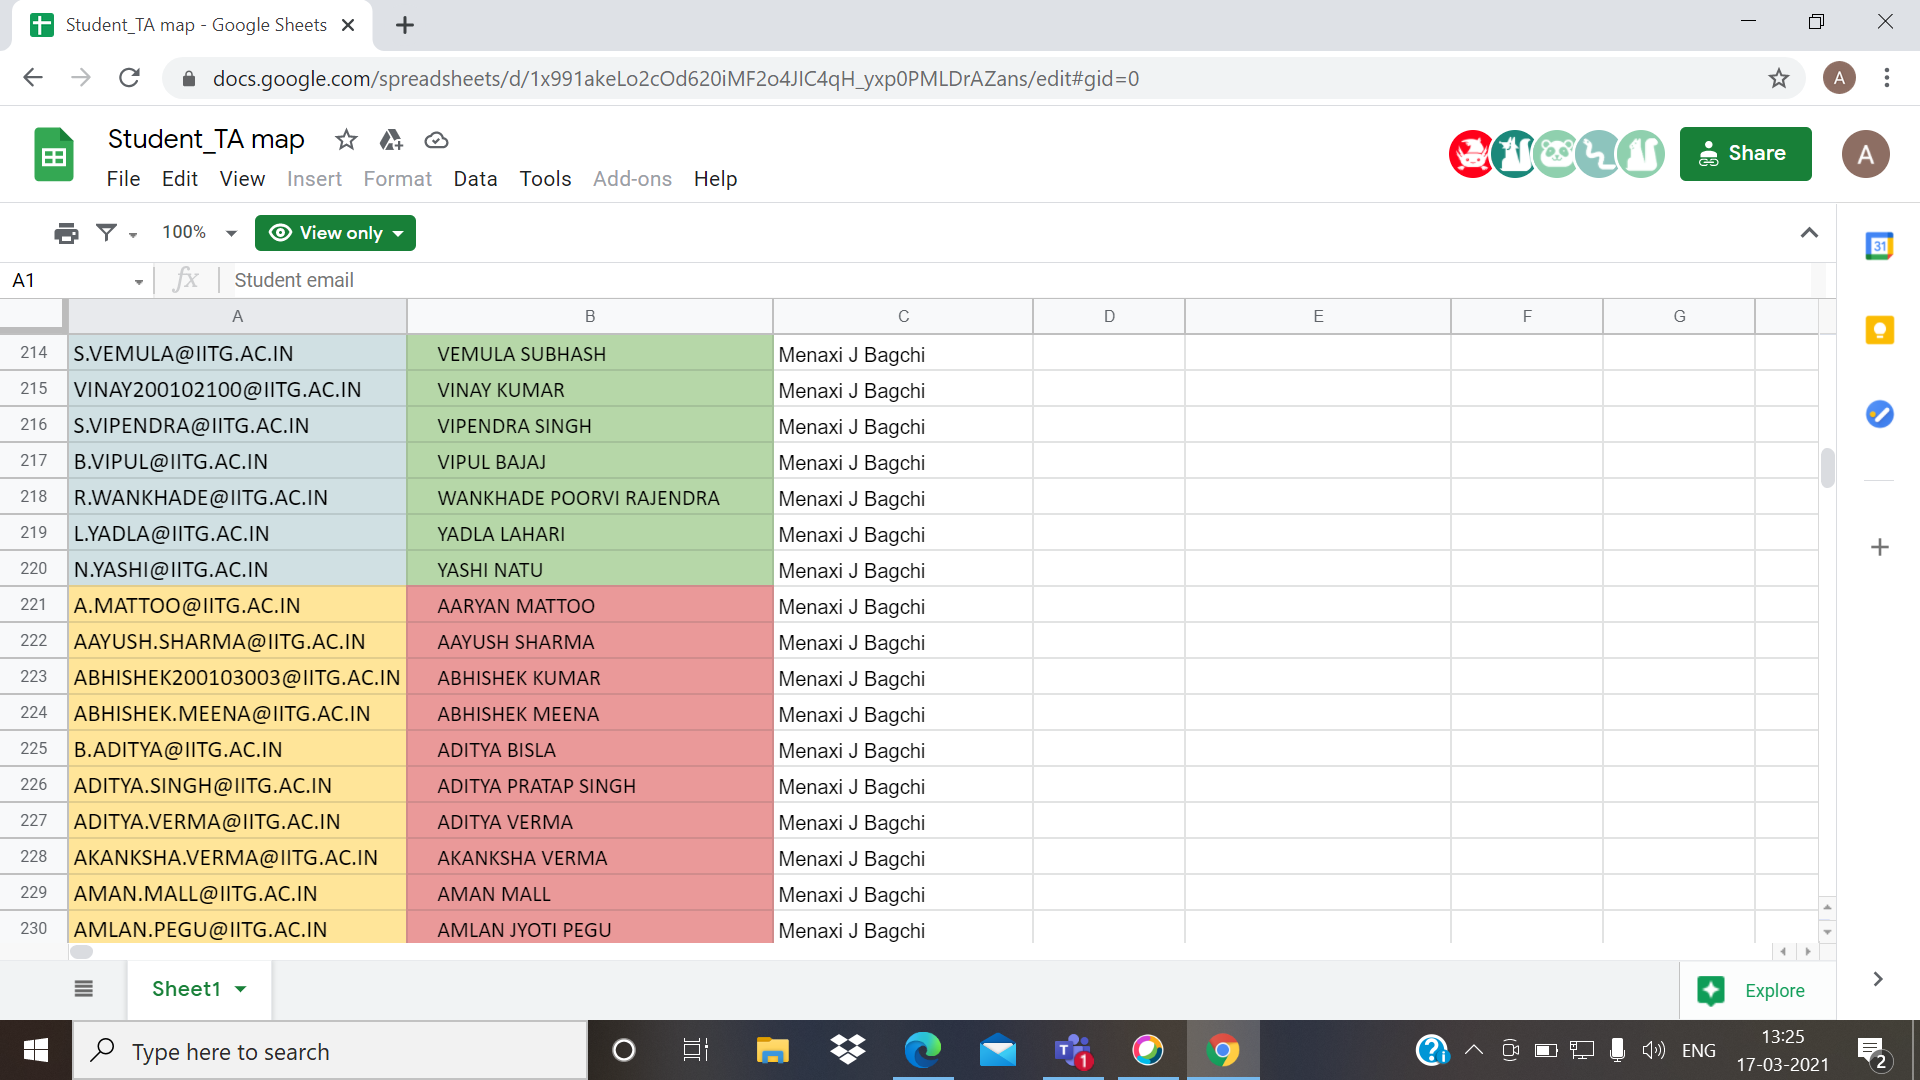 Student_TA map - Google Sheets
docs.google.com/spreadsheets/d/1x991akeLo2cOd620iMF2o4JIC4qH_yxp0PMLDrAZans/edit#gid=0
A
Student_TA map
Share
A
File Edit View Insert Format Data Tools Add-ons Help
100% View only
31
A1 fx Student email
A B C D E F G
214 S.VEMULA@IITG.AC.IN VEMULA SUBHASH Menaxi J Bagchi
215 VINAY200102100@IITG.AC.IN VINAY KUMAR Menaxi J Bagchi
216 S.VIPENDRA@IITG.AC.IN VIPENDRA SINGH Menaxi J Bagchi
217 B.VIPUL@IITG.AC.IN VIPUL BAJAJ Menaxi J Bagchi
218 R.WANKHADE@IITG.AC.IN WANKHADE POORVI RAJENDRA Menaxi J Bagchi
219 L.YADLA@IITG.AC.IN YADLA LAHARI Menaxi J Bagchi
220 N.YASHI@IITG.AC.IN YASHI NATU Menaxi J Bagchi
221 A.MATTOO@IITG.AC.IN AARYAN MATTOO Menaxi J Bagchi
222 AAYUSH.SHARMA@IITG.AC.IN AAYUSH SHARMA Menaxi J Bagchi
223 ABHISHEK200103003@IITG.AC.IN ABHISHEK KUMAR Menaxi J Bagchi
224 ABHISHEK.MEENA@IITG.AC.IN ABHISHEK MEENA Menaxi J Bagchi
225 B.ADITYA@IITG.AC.IN ADITYA BISLA Menaxi J Bagchi
226 ADITYA.SINGH@IITG.AC.IN ADITYA PRATAP SINGH Menaxi J Bagchi
227 ADITYA.VERMA@IITG.AC.IN ADITYA VERMA Menaxi J Bagchi
228 AKANKSHA.VERMA@IITG.AC.IN AKANKSHA VERMA Menaxi J Bagchi
229 AMAN.MALL@IITG.AC.IN AMAN MALL Menaxi J Bagchi
230 AMLAN.PEGU@IITG.AC.IN AMLAN JYOTI PEGU Menaxi J Bagchi
Sheet1 Explore
Type here to search T 1 ENG 13:25 2
17-03-2021